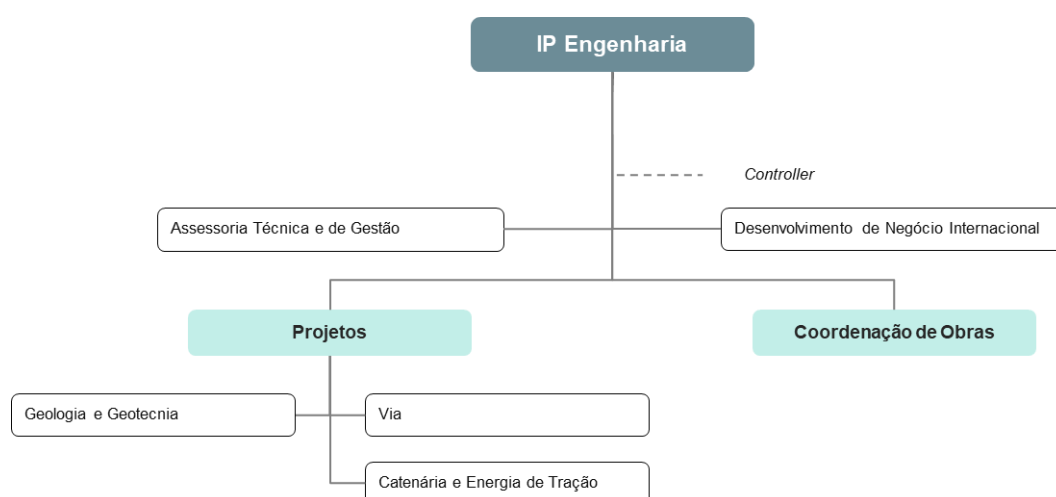 IP Engenharia
Controller
Assessoria Técnica e de Gestão
Desenvolvimento de Negócio Internacional
Projetos
Coordenação de Obras
Geologia e Geotecnia
Via
Catenária e Energia de Tração